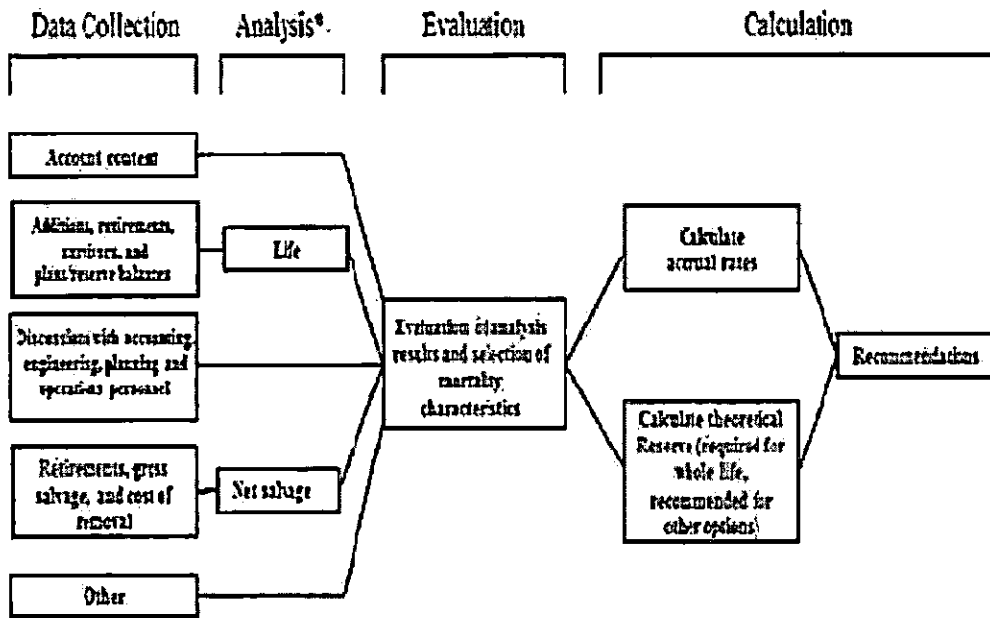 Data Collection
Analysis*
Evaluation
Calculation
Account content
Additions, retirements,
survivors, and
plant/reserve balances
Life
Discussions with accounting,
engineering, planning and
operations personnel
Retirements, gross
salvage, and cost of
removal
Net salvage
Other
Evaluation of analysis
results and selection of
mortality
characteristics
Calculate
accrual rates
Calculate theoretical
Reserve (required for
whole life,
recommended for
other options)
Recommendations